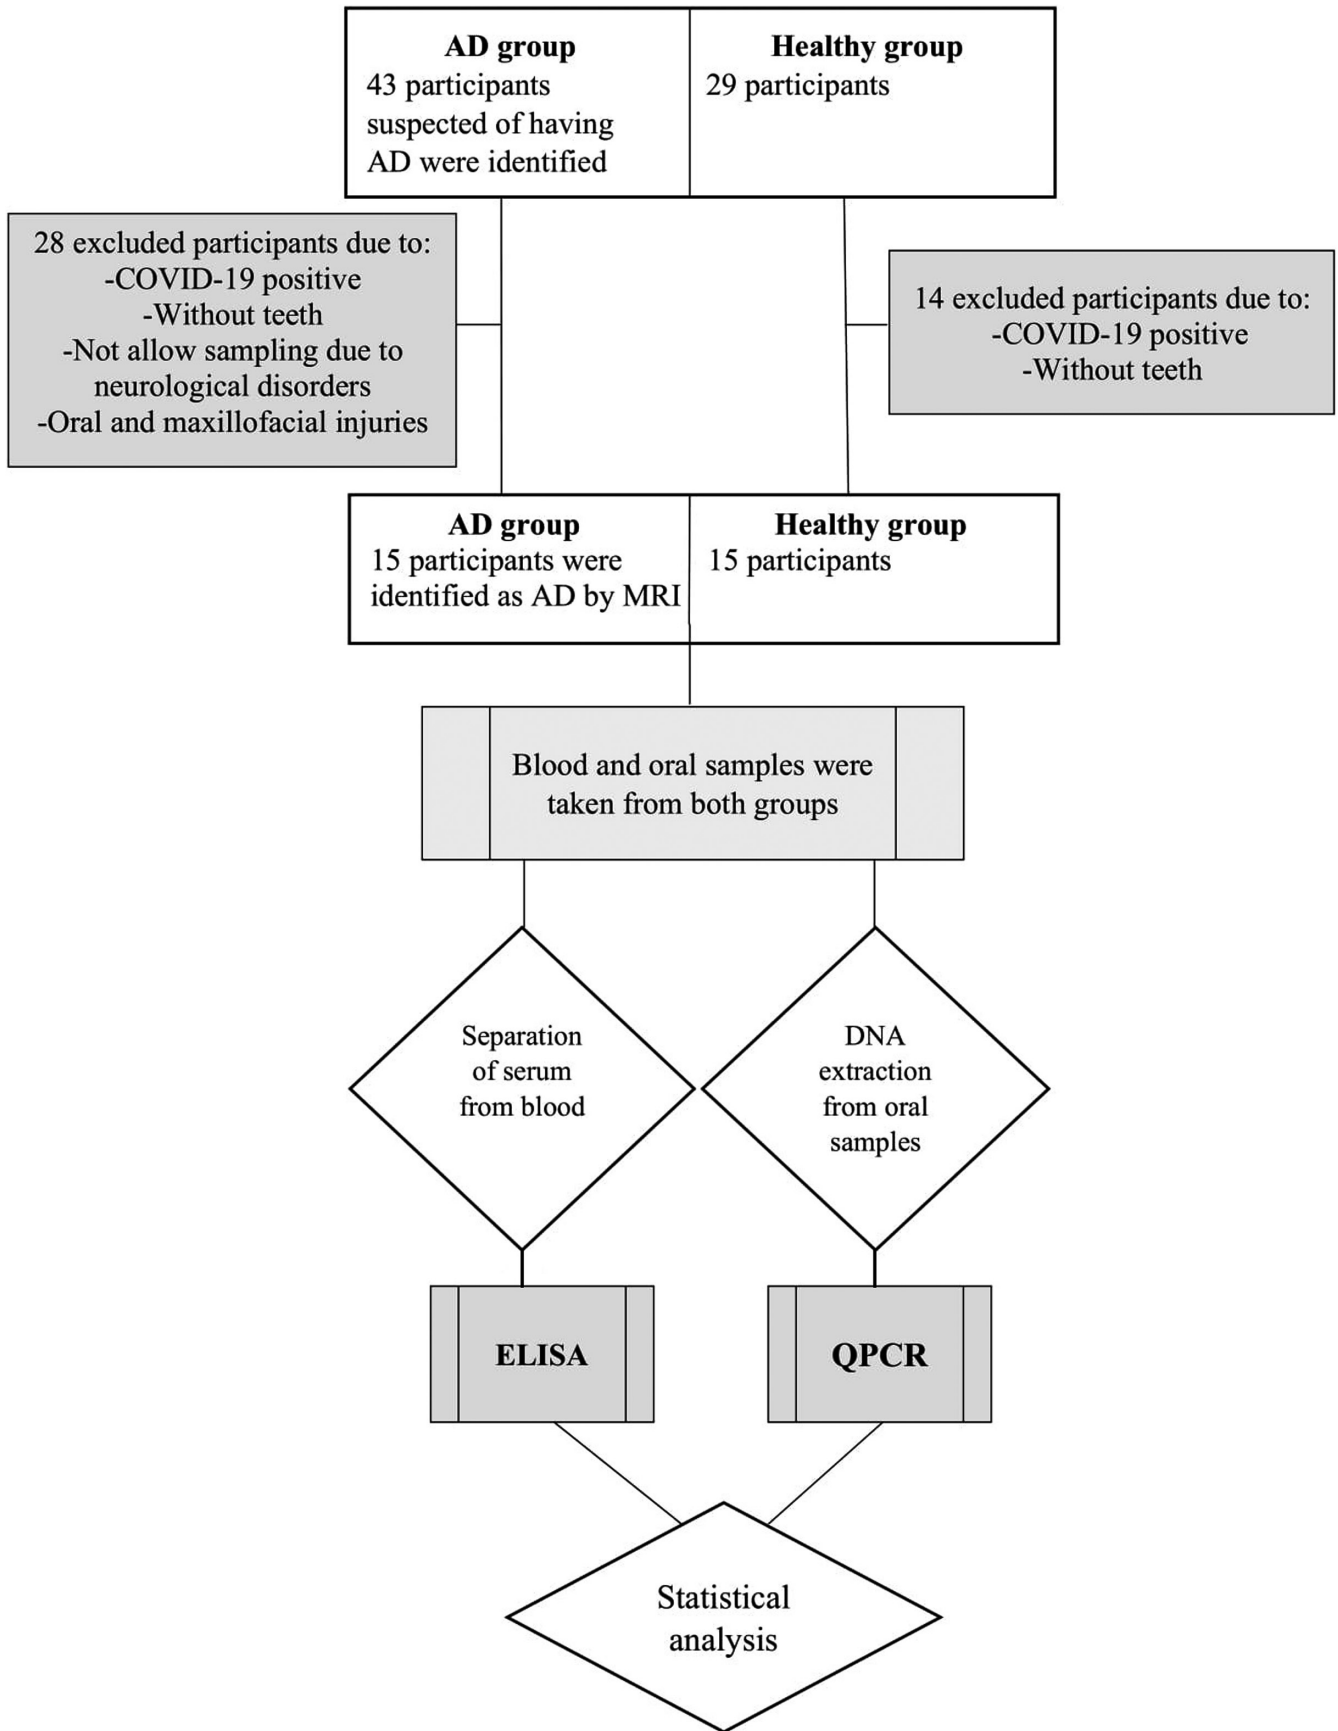 AD group
43 participants
suspected of having
AD were identified
Healthy group
29 participants
28 excluded participants due to:
-COVID-19 positive
-Without teeth
-Not allow sampling due to
neurological disorders
-Oral and maxillofacial injuries
14 excluded participants due to:
-COVID-19 positive
-Without teeth
AD group
15 participants were
identified as AD by MRI
Healthy group
15 participants
Blood and oral samples were
taken from both groups
Separation
of serum
from blood
DNA
extraction
from oral
samples
ELISA
QPCR
Statistical
analysis